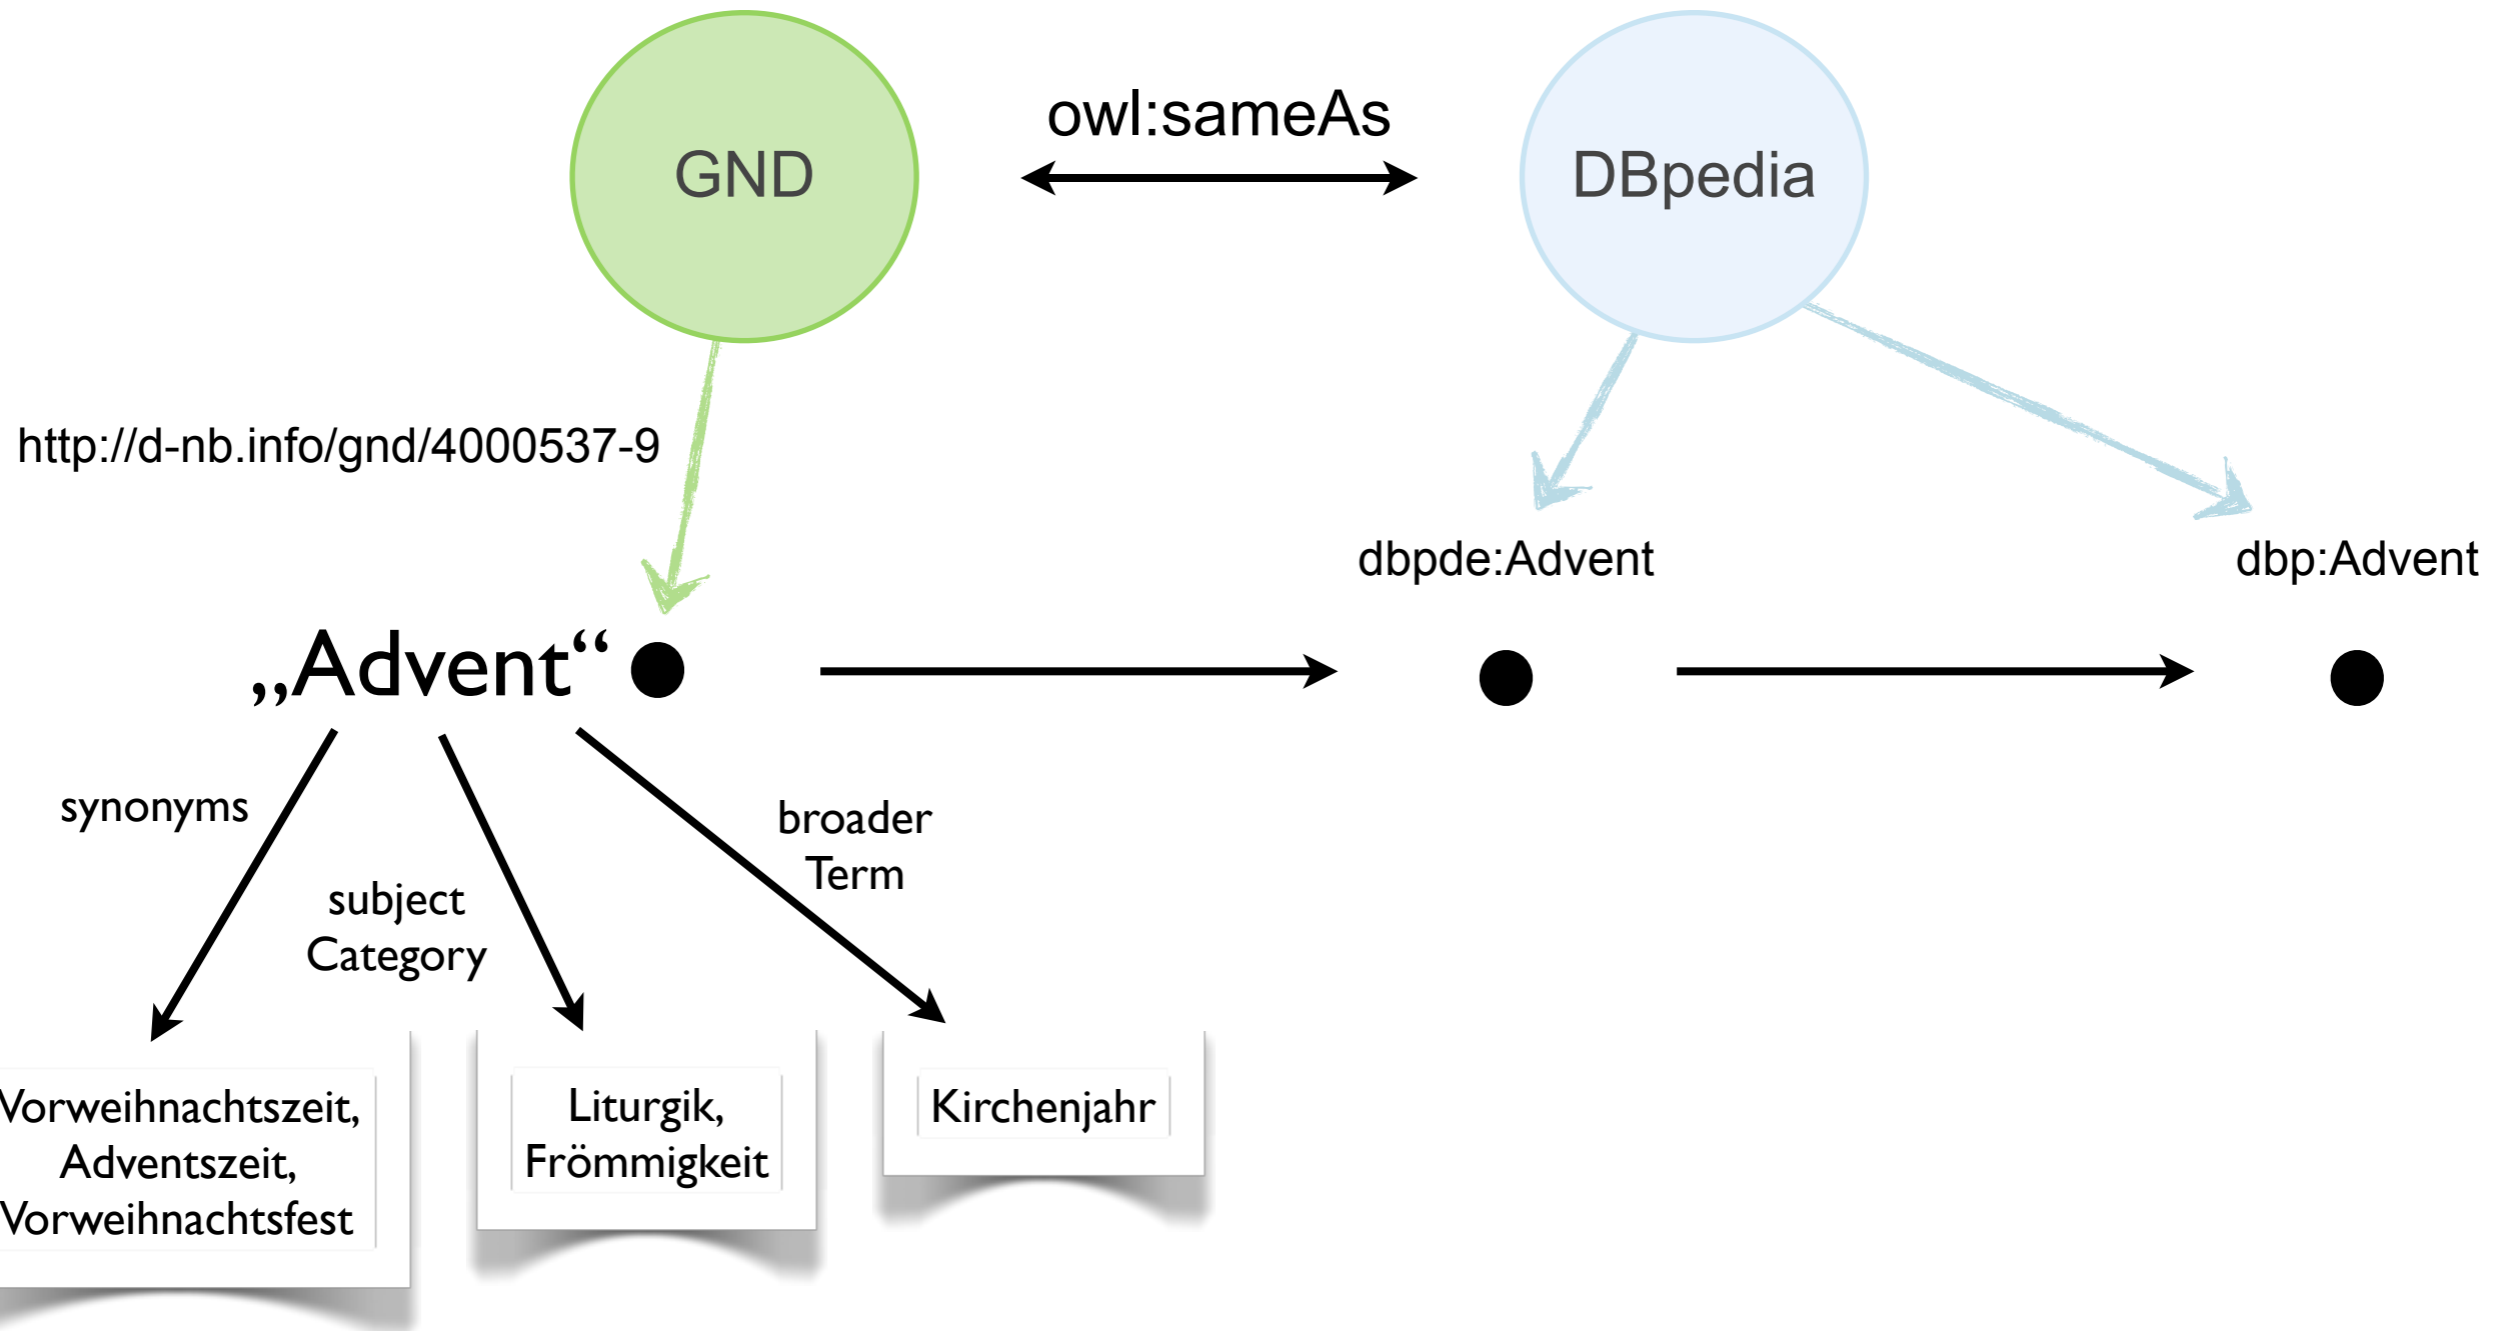 owl:sameAs
GND
DBpedia
http://d-nb.info/gnd/4000537-9
dbpde:Advent
dbp:Advent
„Advent“
synonyms
broader
Term
subject
Category
Vorweihnachtszeit,
Adventszeit,
Vorweihnachtsfest
Liturgik,
Frömmigkeit
Kirchenjahr